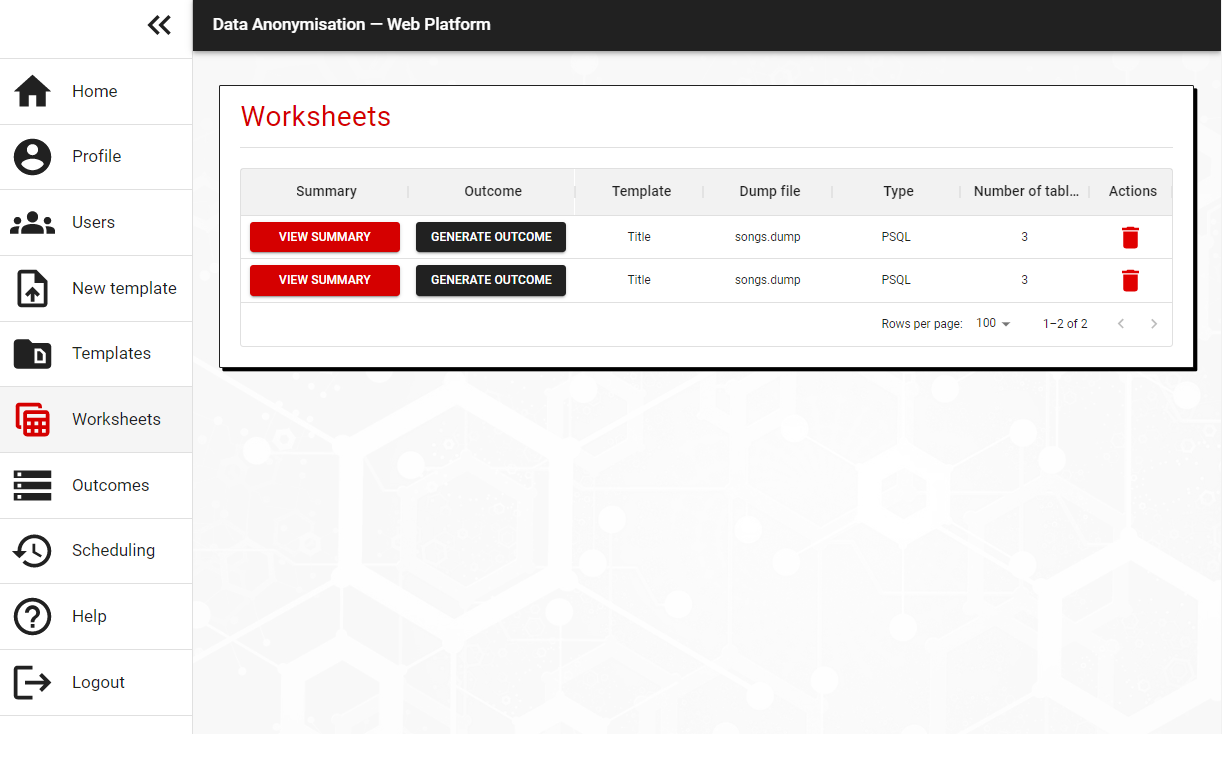 Data Anonymisation — Web Platform
Home
Profile
Users
New template
Templates
Worksheets
Outcomes
Scheduling
Help
Logout
Worksheets
Summary Outcome Template Dump file Type Number of tabl... Actions
VIEW SUMMARY GENERATE OUTCOME Title songs.dump PSQL 3
VIEW SUMMARY GENERATE OUTCOME Title songs.dump PSQL 3
Rows per page: 100 1–2 of 2